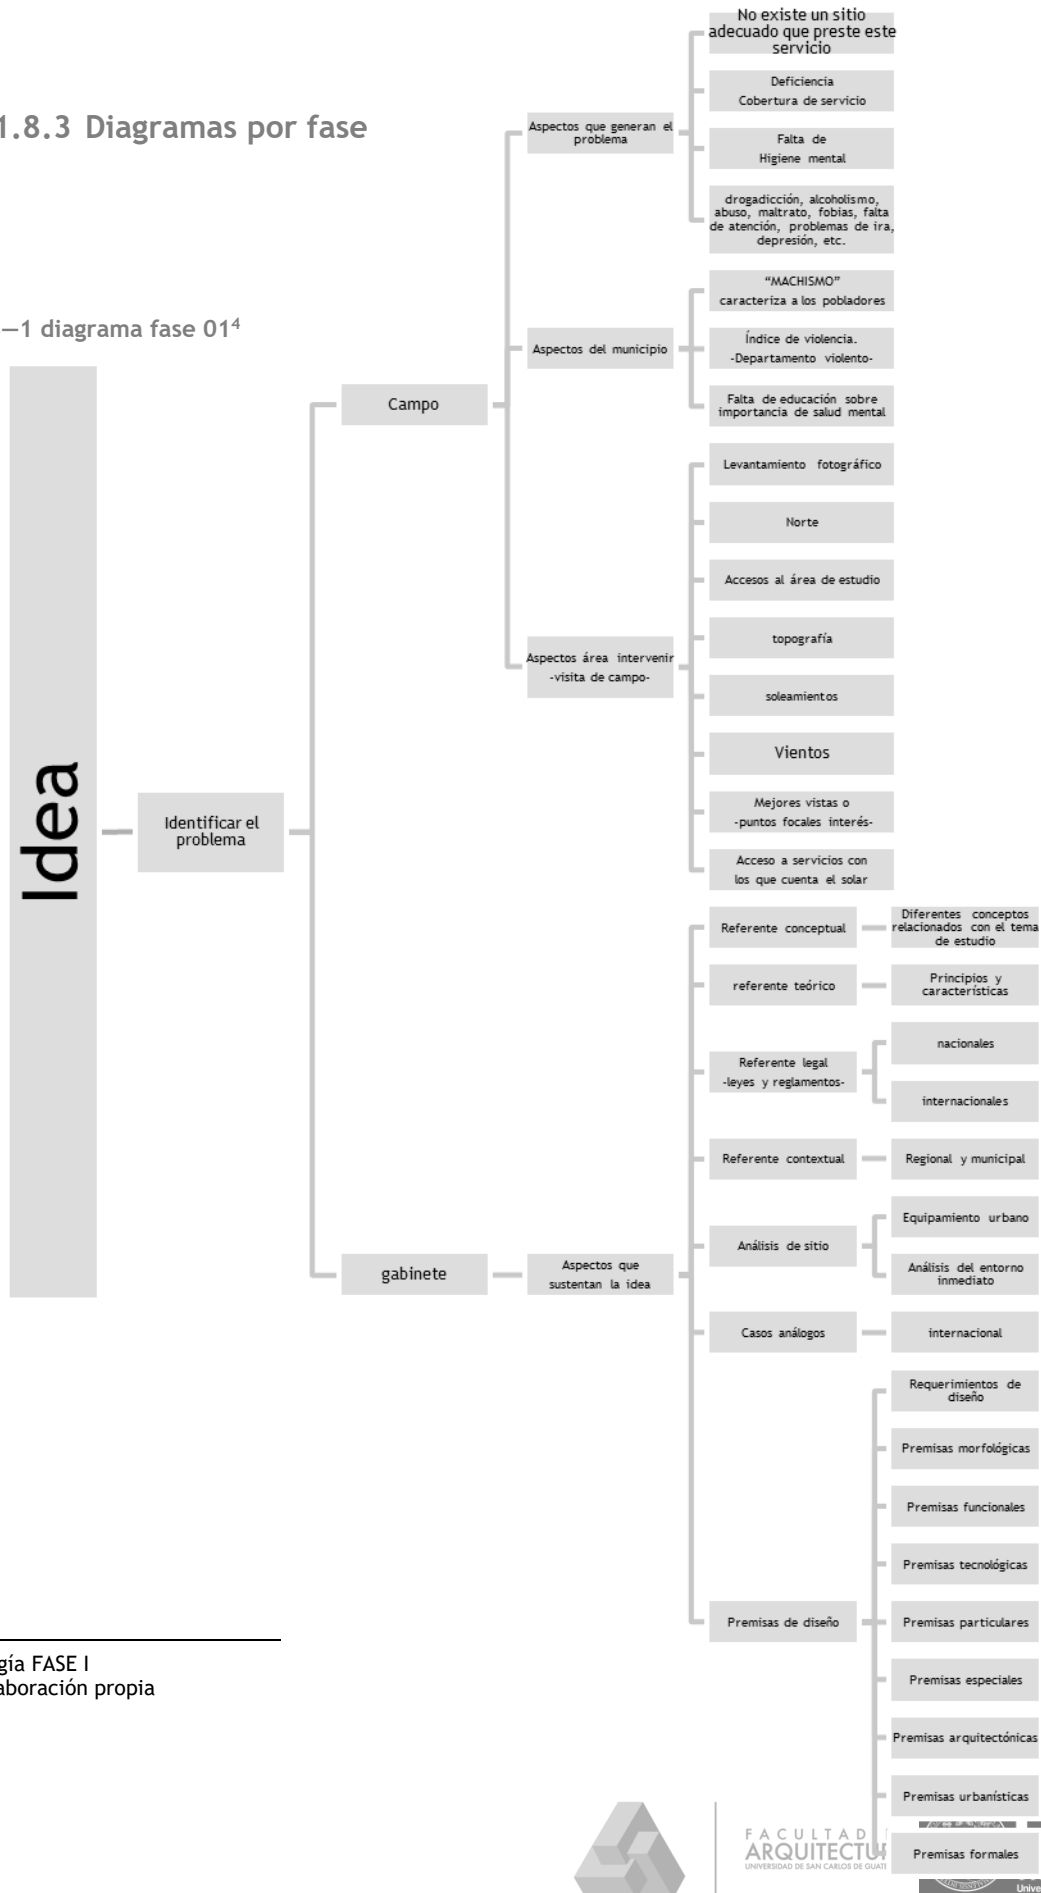 1.8.3 Diagramas por fase
—1 diagrama fase 01⁴
Idea
Identificar el
problema
Campo
Aspectos que generan el
problema
No existe un sitio
adecuado que preste este
servicio
Deficiencia
Cobertura de servicio
Falta de
Higiene mental
drogadicción, alcoholismo,
abuso, maltrato, fobias, falta
de atención, problemas de ira,
depresión, etc.
Aspectos del municipio
“MACHISMO”
caracteriza a los pobladores
Índice de violencia.
-Departamento violento-
Falta de educación sobre
importancia de salud mental
Aspectos área intervenir
-visita de campo-
Levantamiento fotográfico
Norte
Accesos al área de estudio
topografía
soleamientos
Vientos
Mejores vistas o
-puntos focales interés-
Acceso a servicios con
los que cuenta el solar
gabinete
Aspectos que
sustentan la idea
Referente conceptual
Diferentes conceptos
relacionados con el tema
de estudio
referente teórico
Principios y
características
Referente legal
-leyes y reglamentos-
nacionales
internacionales
Referente contextual
Regional y municipal
Análisis de sitio
Equipamiento urbano
Análisis del entorno
inmediato
Casos análogos
internacional
Premisas de diseño
Requerimientos de
diseño
Premisas morfológicas
Premisas funcionales
Premisas tecnológicas
Premisas particulares
Premisas especiales
Premisas arquitectónicas
Premisas urbanísticas
Premisas formales
gía FASE I
aboración propia
FACULTAD
ARQUITECTU
UNIVERSIDAD DE SAN CARLOS DE GUATE
Unive